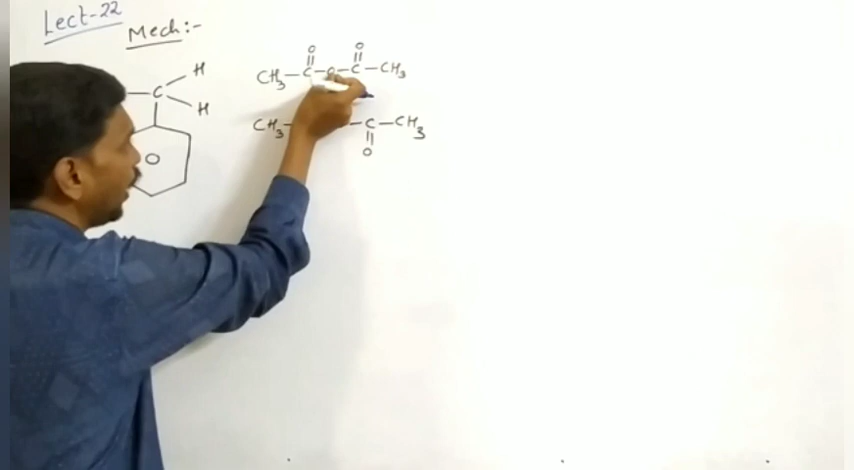 Lect-22
Mech:-
O O
CH3-C-O-C-CH3
H
-C
H
CH3- -C-CH3
O
O